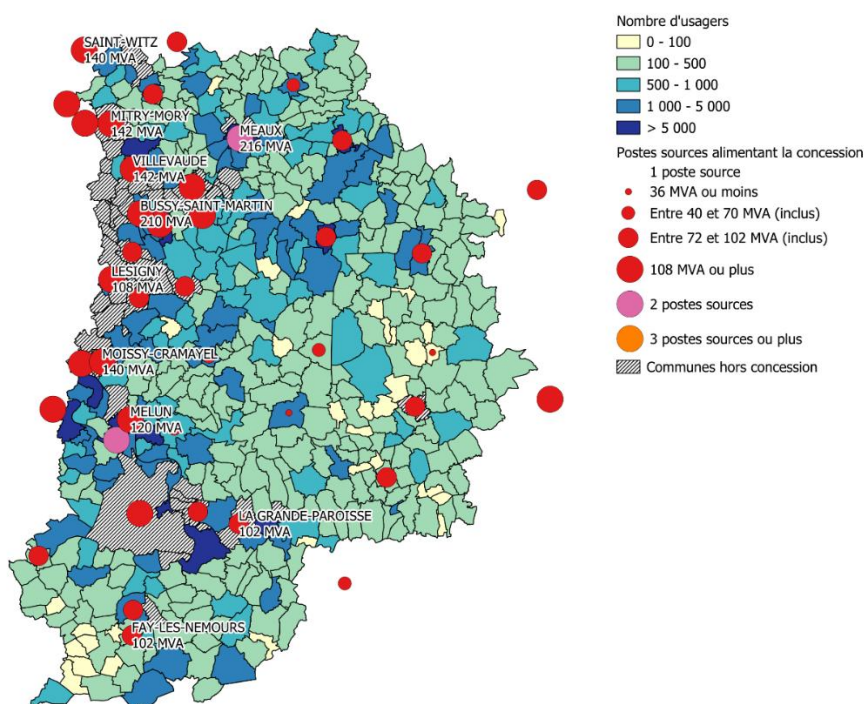 SAINT-WITZ
140 MVA
MITRY-MORY
142 MVA
MEAUX
216 MVA
VILLEVAUDE
142 MVA
BUSSY-SAINT-MARTIN
210 MVA
LESIGNY
108 MVA
MOISSY-CRAMAYEL
140 MVA
MELUN
120 MVA
LA GRANDE-PAROISSE
102 MVA
FAY-LES-NEMOURS
102 MVA
Nombre d'usagers
0 - 100
100 - 500
500 - 1 000
1 000 - 5 000
> 5 000
Postes sources alimentant la concession
1 poste source
36 MVA ou moins
Entre 40 et 70 MVA (inclus)
Entre 72 et 102 MVA (inclus)
108 MVA ou plus
2 postes sources
3 postes sources ou plus
Communes hors concession